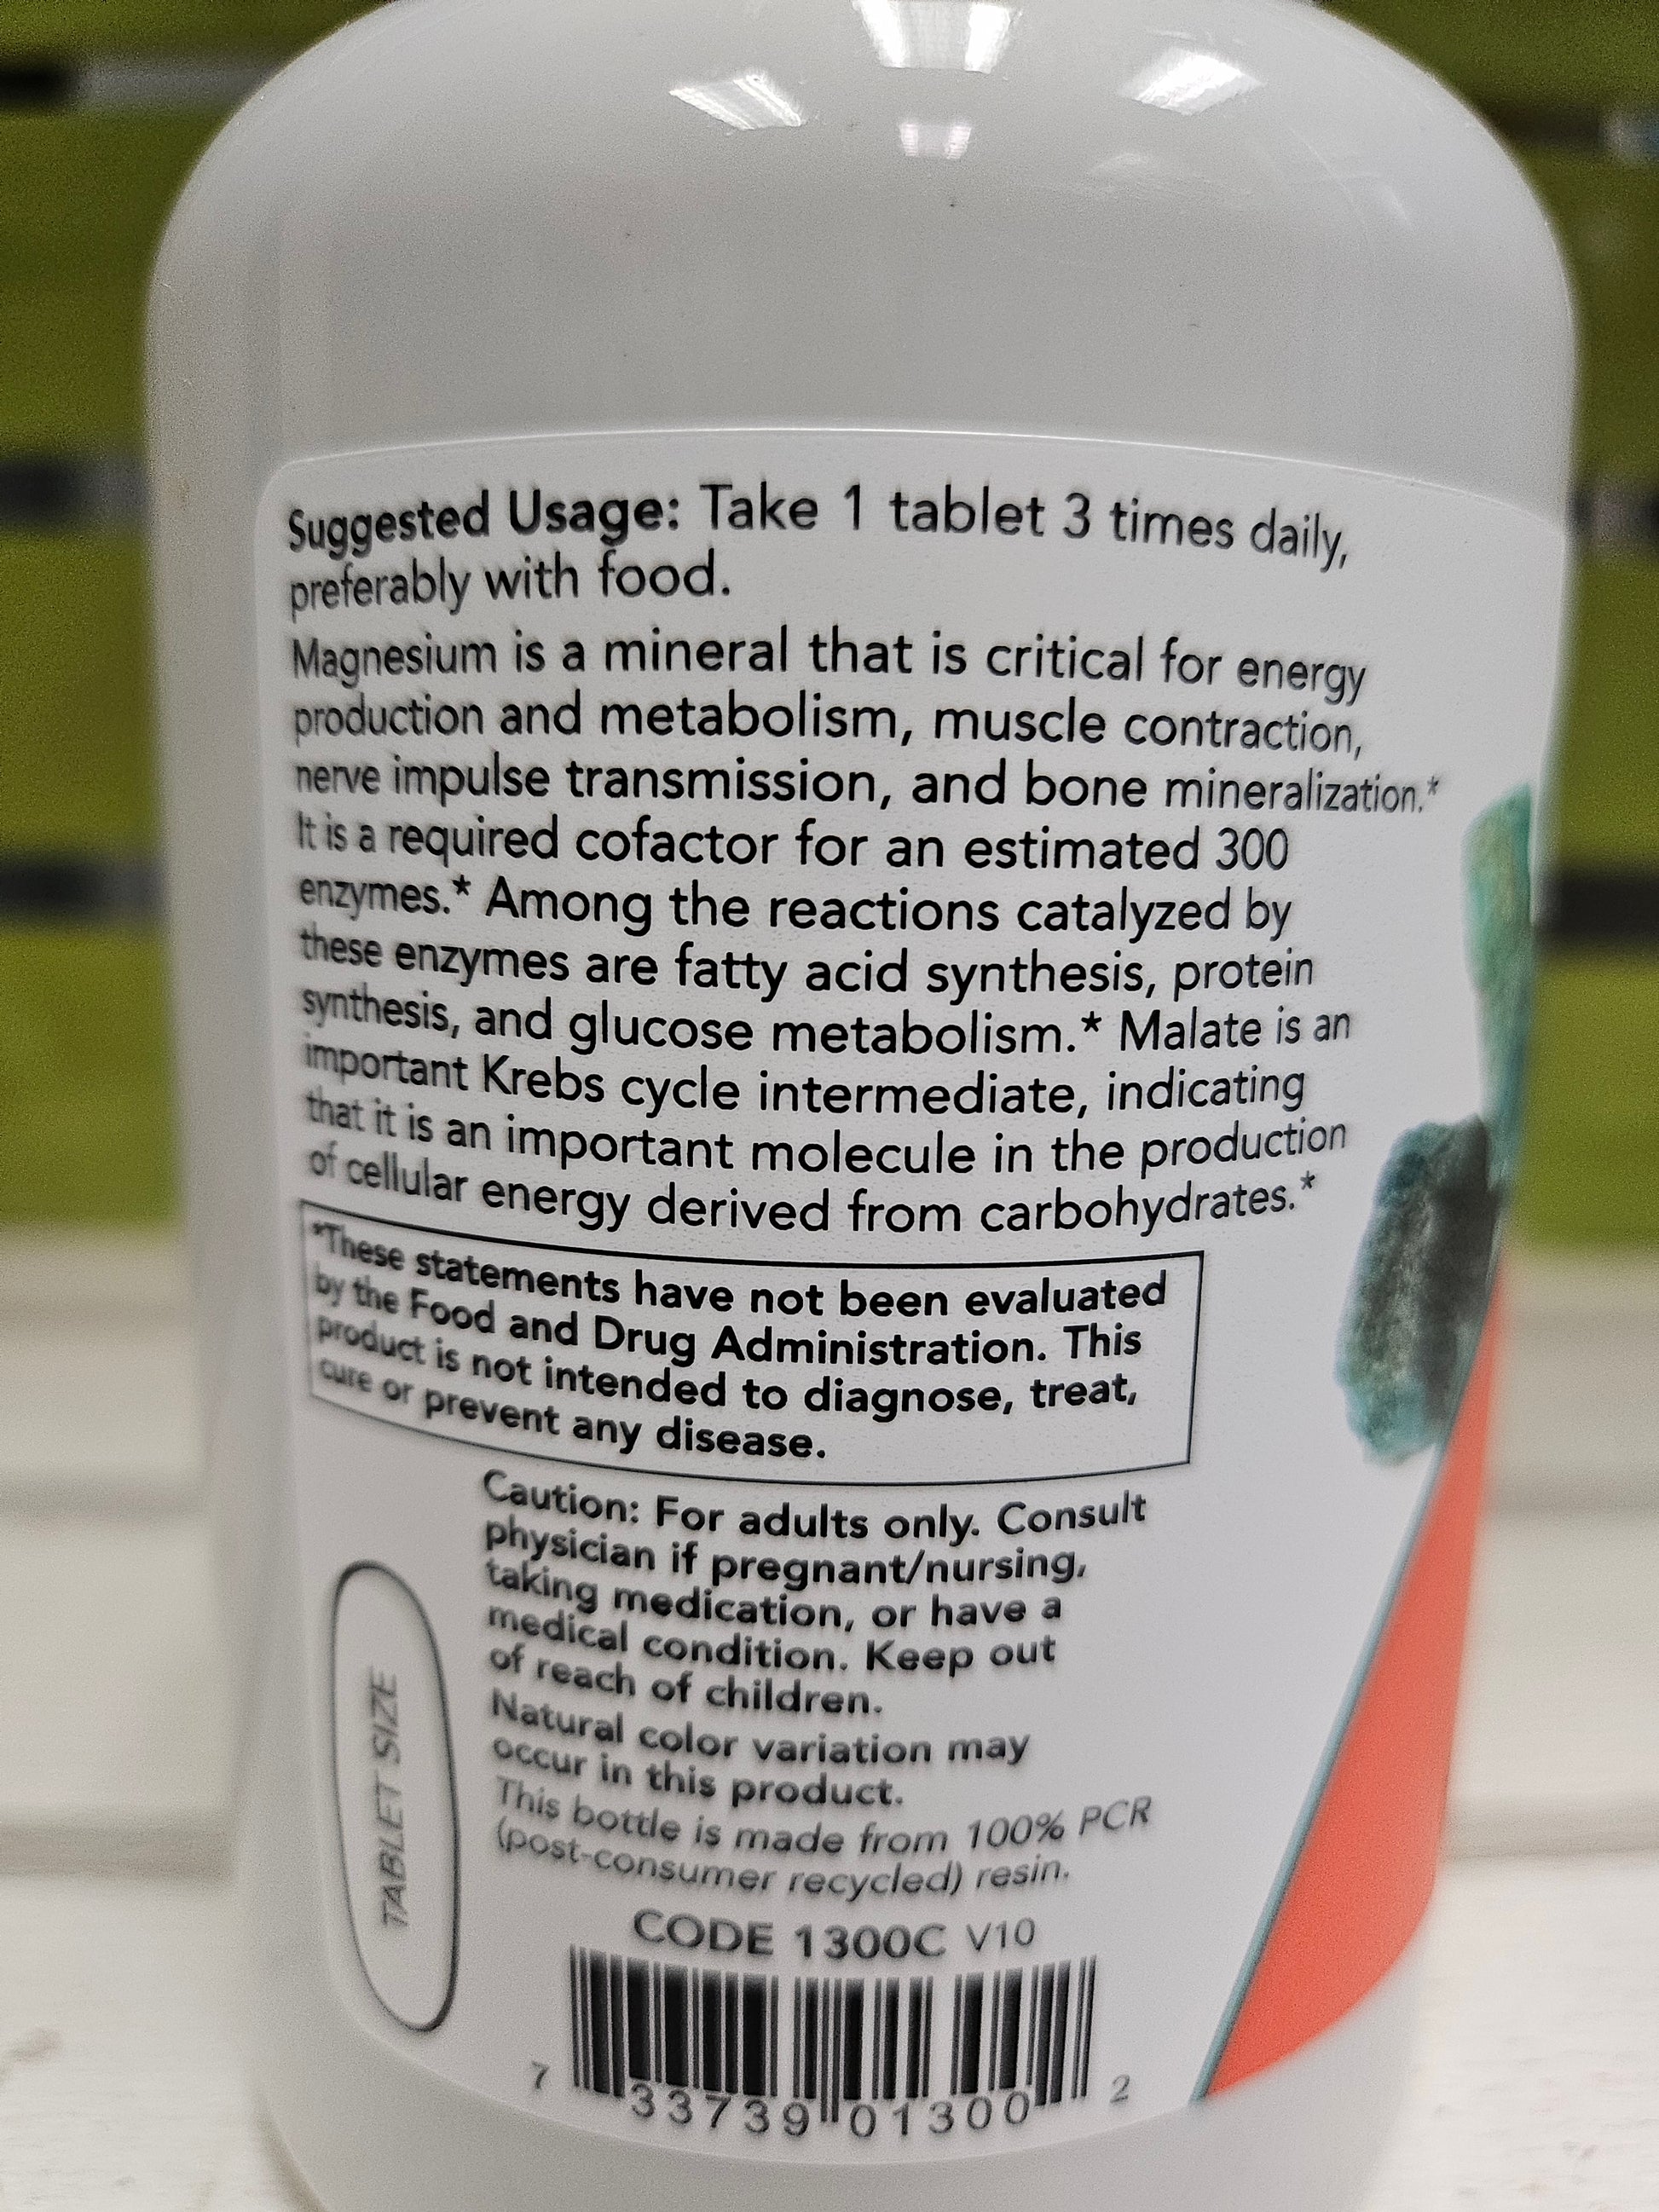 Suggested Usage: Take 1 tablet 3 times daily,
preferably with food.
Magnesium is a mineral that is critical for energy
production and metabolism, muscle contraction,
nerve impulse transmission, and bone mineralization.*
It is a required cofactor for an estimated 300
enzymes.* Among the reactions catalyzed by
these enzymes are fatty acid synthesis, protein
synthesis, and glucose metabolism.* Malate is an
important Krebs cycle intermediate, indicating
that it is an important molecule in the production
of cellular energy derived from carbohydrates.*
*These statements have not been evaluated
by the Food and Drug Administration. This
product is not intended to diagnose, treat,
cure or prevent any disease.
Caution: For adults only. Consult
physician if pregnant/nursing,
taking medication, or have a
medical condition. Keep out
of reach of children.
Natural color variation may
occur in this product.
This bottle is made from 100% PCR
(post-consumer recycled) resin.
TABLET SIZE
CODE 1300C V10
7 33739 01300 2